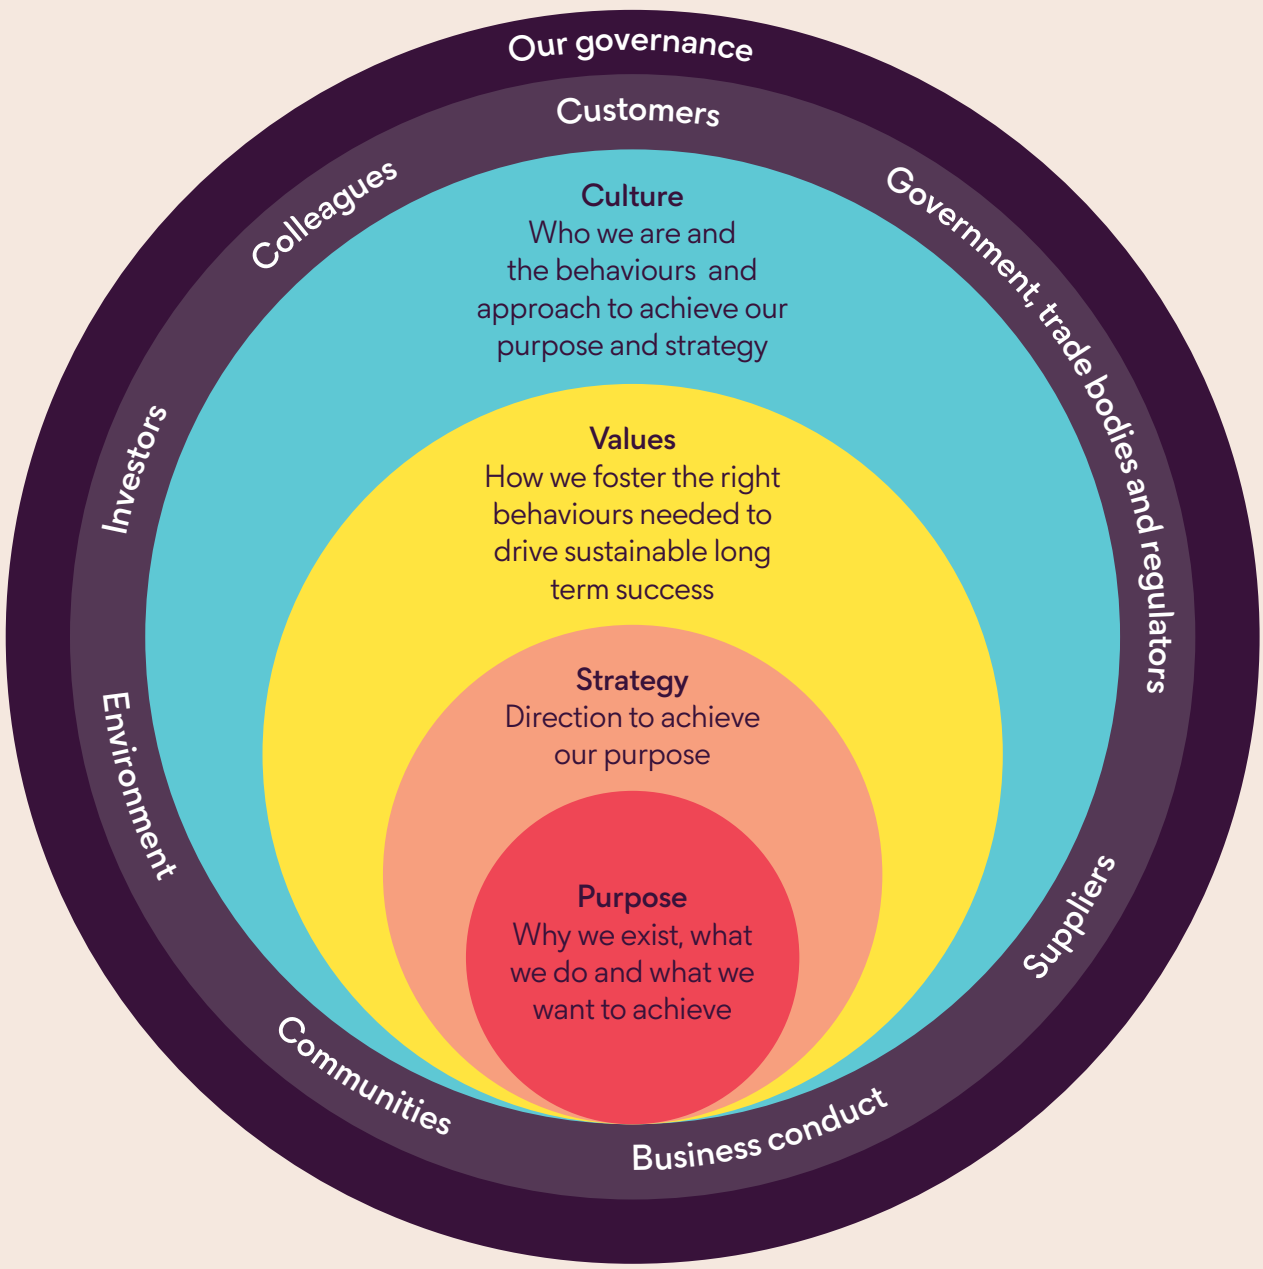 Our governance
Customers
Colleagues
Government, trade bodies and regulators
Investors
Environment
Suppliers
Communities
Business conduct
Culture
Who we are and
the behaviours and
approach to achieve our
purpose and strategy
Values
How we foster the right
behaviours needed to
drive sustainable long
term success
Strategy
Direction to achieve
our purpose
Purpose
Why we exist, what
we do and what we
want to achieve